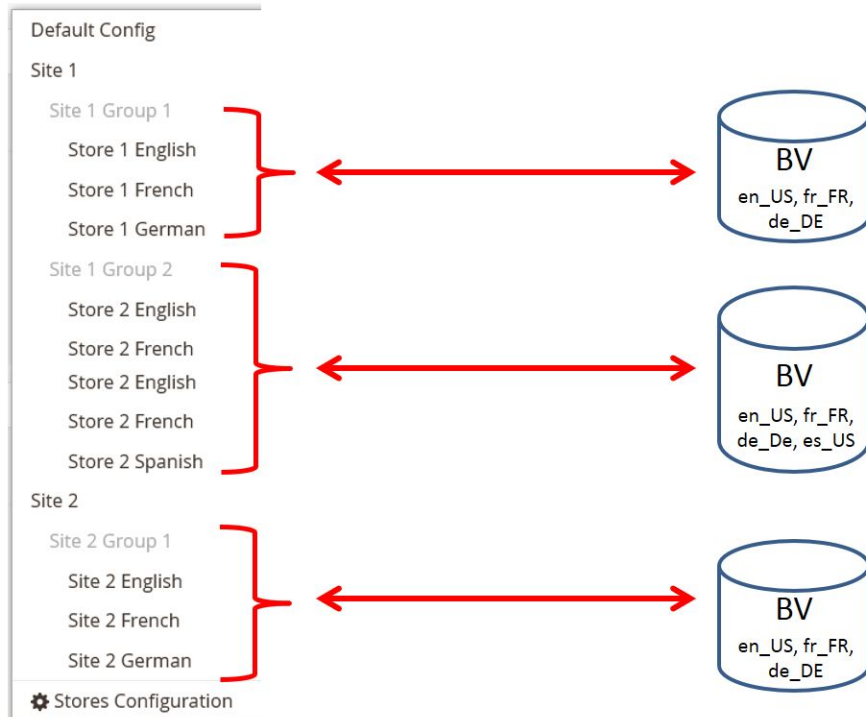 Default Config
Site 1
Site 1 Group 1
Store 1 English
Store 1 French
Store 1 German
Site 1 Group 2
Store 2 English
Store 2 French
Store 2 English
Store 2 French
Store 2 Spanish
Site 2
Site 2 Group 1
Site 2 English
Site 2 French
Site 2 German
Stores Configuration
BV
en_US, fr_FR,
de_DE
BV
en_US, fr_FR,
de_De, es_US
BV
en_US, fr_FR,
de_DE